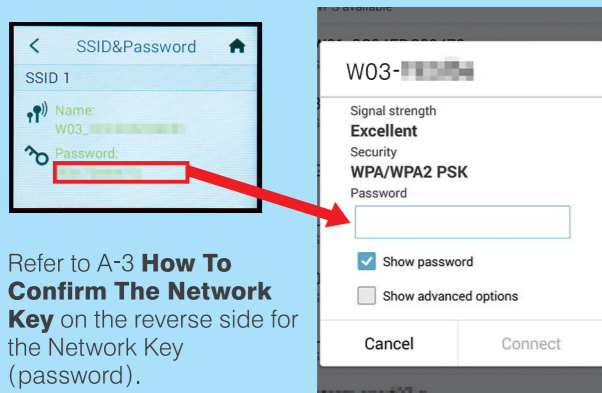 SSID&Password
SSID 1
Name:
W03_
Password:
Refer to A-3 How To
Confirm The Network
Key on the reverse side for
the Network Key
(password).
W03-
Signal strength
Excellent
Security
WPA/WPA2 PSK
Password
Show password
Show advanced options
Cancel
Connect